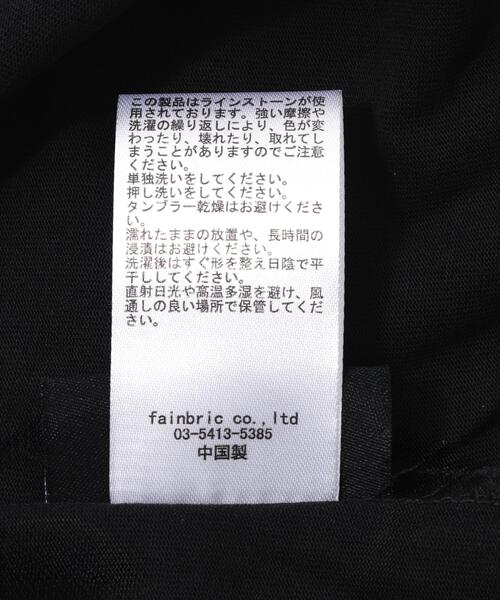 この製品はラインストーンが使
用されております。強い摩擦や
洗濯の繰り返しにより、色が変
わったり、壊れたり、取れてし
まうことがありますのでご注意
ください。
単独洗いをしてください。
押し洗いをしてください。
タンブラー乾燥はお避けくださ
い。
濡れたままの放置や、長時間の
浸漬はお避けください。
洗濯後はすぐ形を整え日陰で平
干ししてください。
直射日光や高温多湿を避け、風
通しの良い場所で保管してくだ
さい。
fainbric co.,ltd
03-5413-5385
中国製